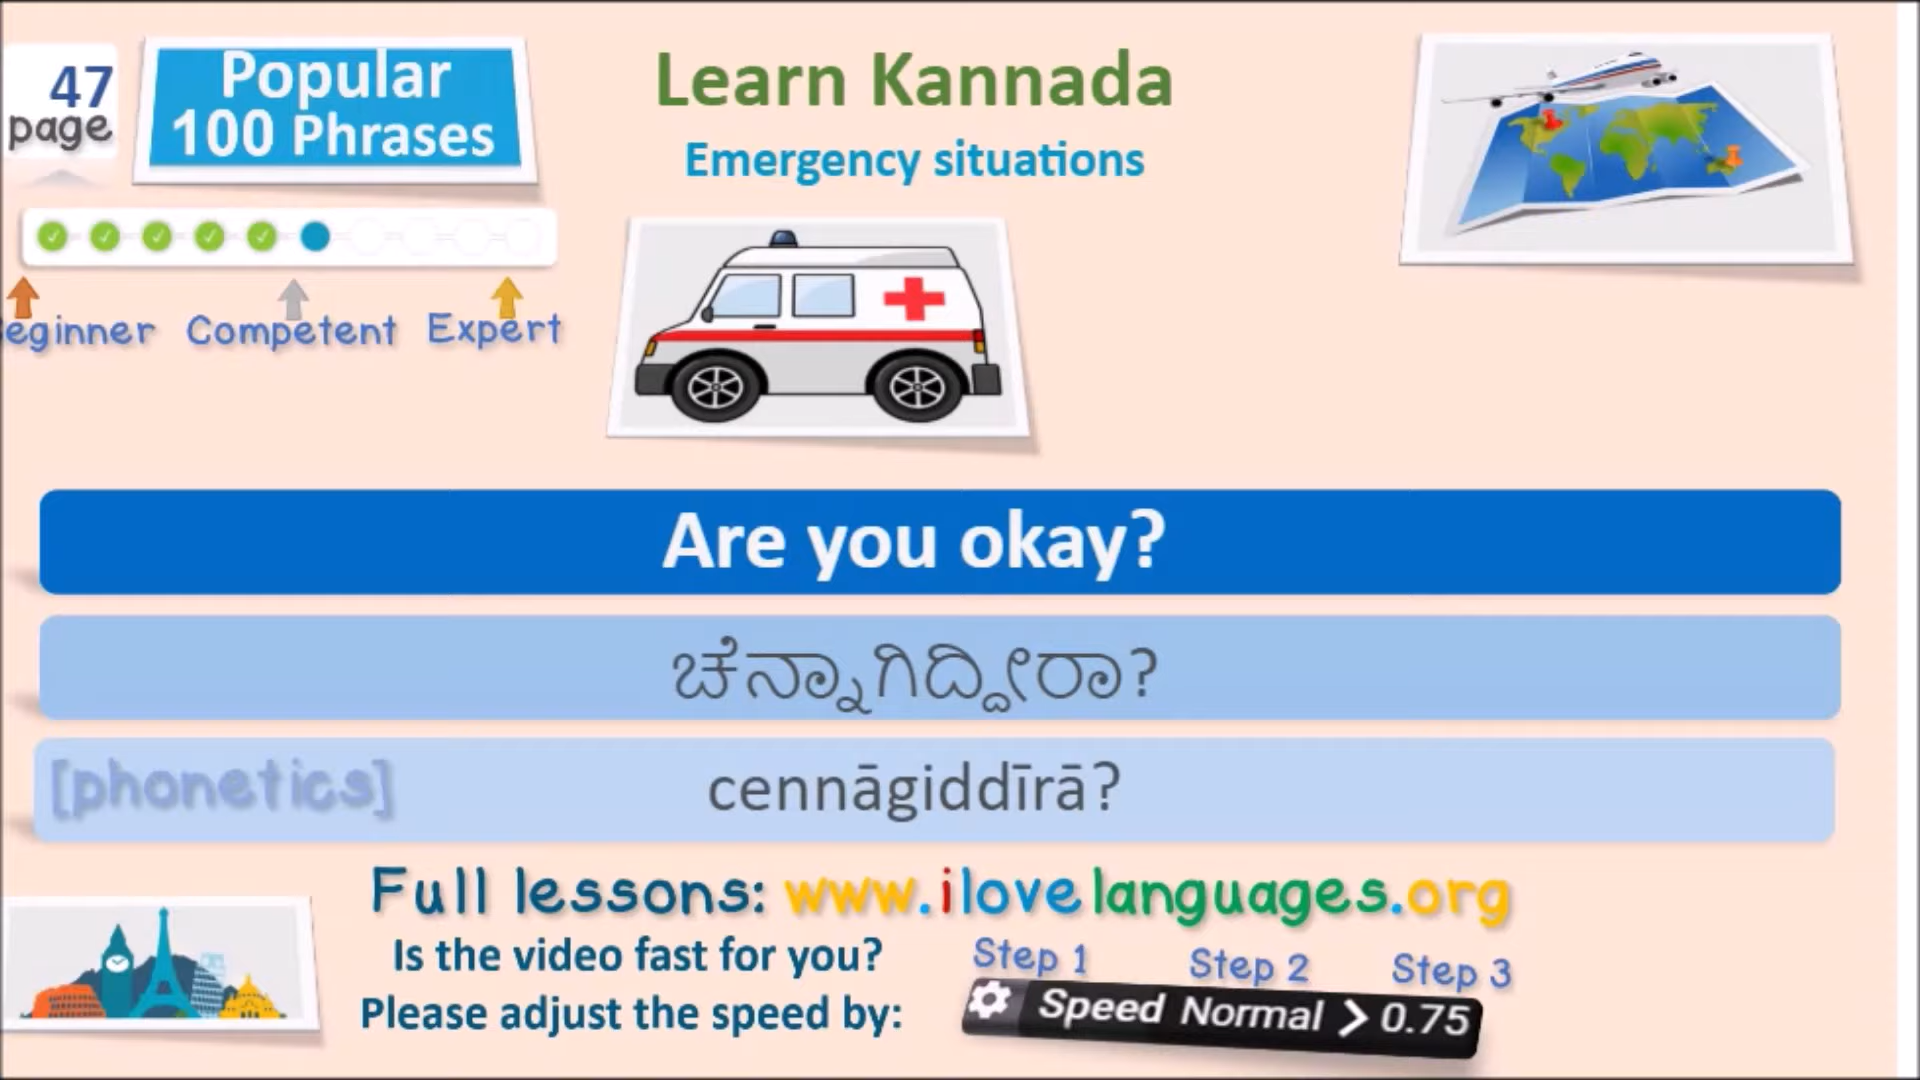 47
page
Popular
100 Phrases
Learn Kannada
Emergency situations
eginner Competent Expert
Are you okay?
ಚೆನ್ನಾಗಿದ್ದೀರಾ?
[phonetics] cennāgiddīrā?
Full lessons: www.ilovelanguages.org
Is the video fast for you?
Please adjust the speed by:
Step 1 Step 2 Step 3
Speed Normal > 0.75